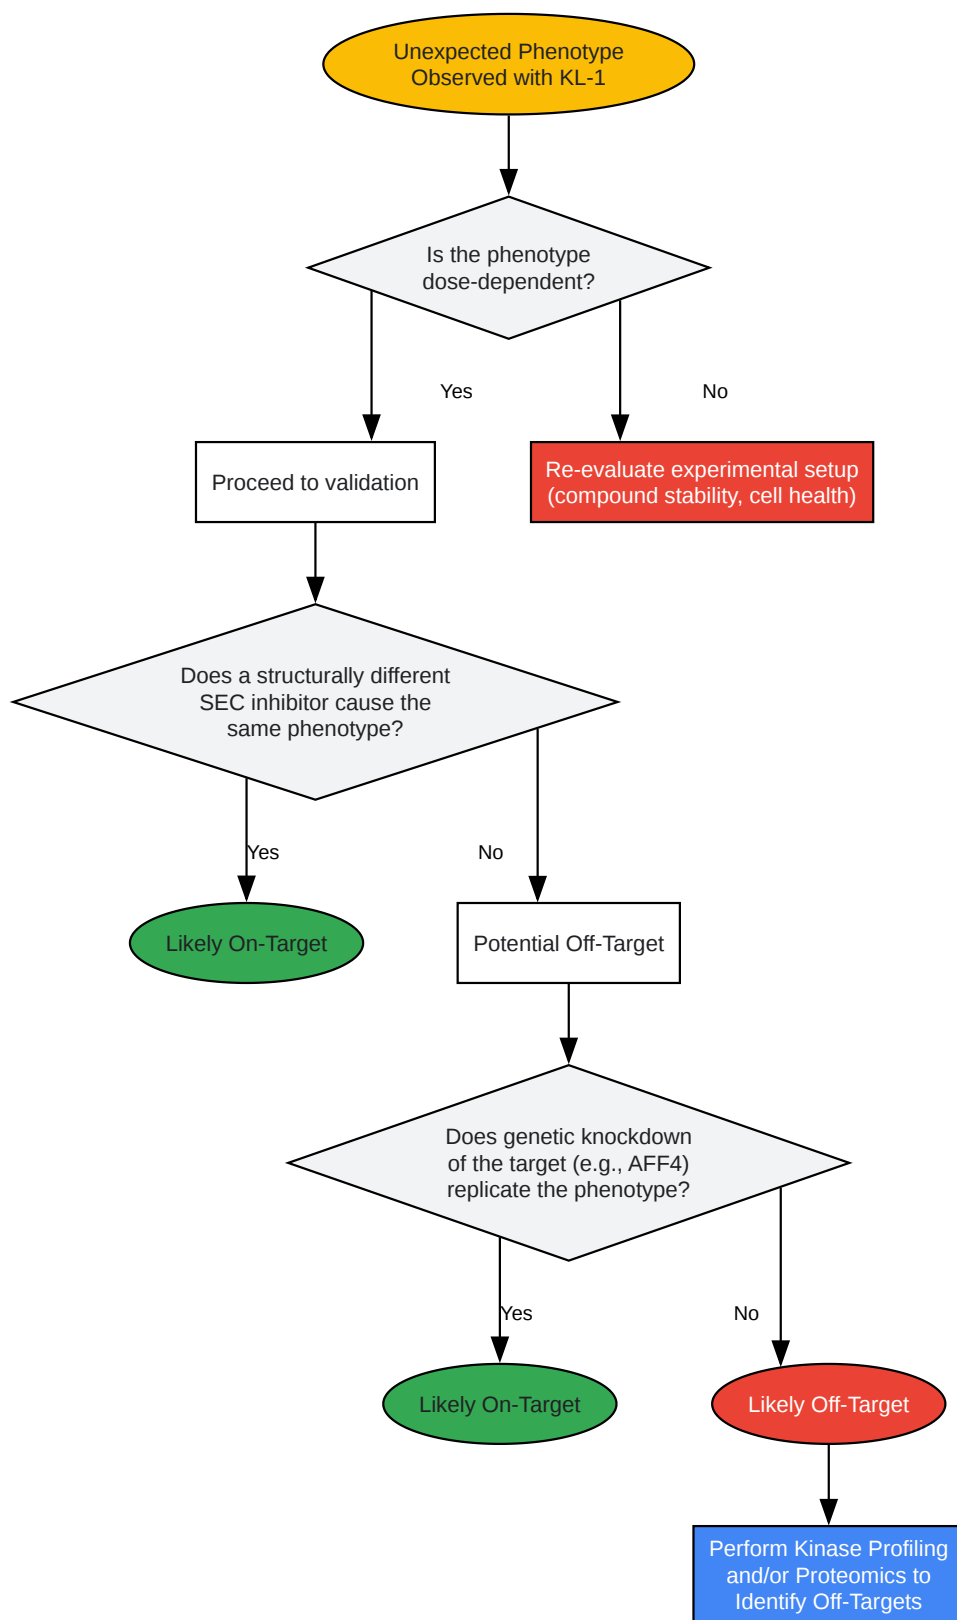 Unexpected Phenotype
Observed with KL-1
Is the phenotype
dose-dependent?
Yes
No
Proceed to validation
Re-evaluate experimental setup
(compound stability, cell health)
Does a structurally different
SEC inhibitor cause the
same phenotype?
Yes
No
Likely On-Target
Potential Off-Target
Does genetic knockdown
of the target (e.g., AFF4)
replicate the phenotype?
Yes
No
Likely On-Target
Likely Off-Target
Perform Kinase Profiling
and/or Proteomics to
Identify Off-Targets